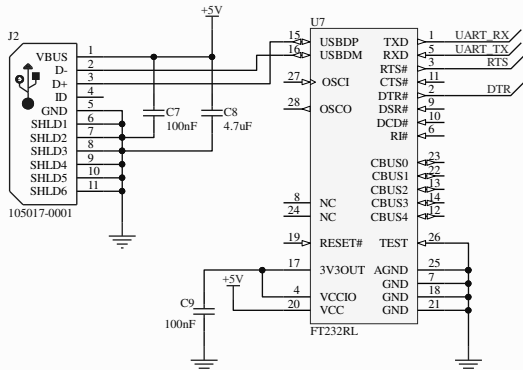 J2
VBUS 1
D- 2
D+ 3
ID 4
GND 5
SHLD1 6
SHLD2 7
SHLD3 8
SHLD4 9
SHLD5 10
SHLD6 11
105017-0001
+5V
C7
100nF
C8
4.7uF
U7
15 USBDP TXD 1 UART_RX
16 USBDM RXD 5 UART_TX
RTS# 3 RTS
27 OSCI CTS# 11
DTR# 2 DTR
28 OSCO DSR# 9
DCD# 10
RI# 6
CBUS0 23
CBUS1 22
CBUS2 13
8 NC CBUS3 14
24 NC CBUS4 12
19 RESET# TEST 26
17 3V3OUT AGND 25
GND 7
4 VCCIO GND 18
20 VCC GND 21
FT232RL
+5V
C9
100nF